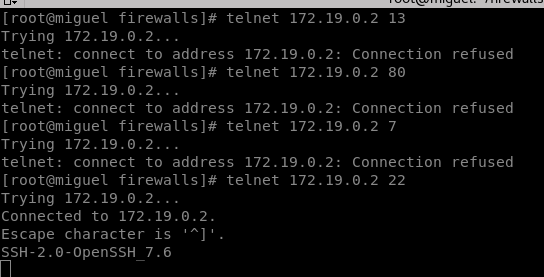 [root@miguel firewalls]# telnet 172.19.0.2 13
Trying 172.19.0.2...
telnet: connect to address 172.19.0.2: Connection refused
[root@miguel firewalls]# telnet 172.19.0.2 80
Trying 172.19.0.2...
telnet: connect to address 172.19.0.2: Connection refused
[root@miguel firewalls]# telnet 172.19.0.2 7
Trying 172.19.0.2...
telnet: connect to address 172.19.0.2: Connection refused
[root@miguel firewalls]# telnet 172.19.0.2 22
Trying 172.19.0.2...
Connected to 172.19.0.2.
Escape character is '^]'.
SSH-2.0-OpenSSH_7.6